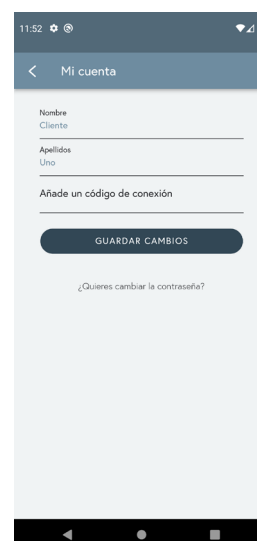 11:52
Mi cuenta
Nombre
Cliente
Apellidos
Uno
Añade un código de conexión
GUARDAR CAMBIOS
¿Quieres cambiar la contraseña?